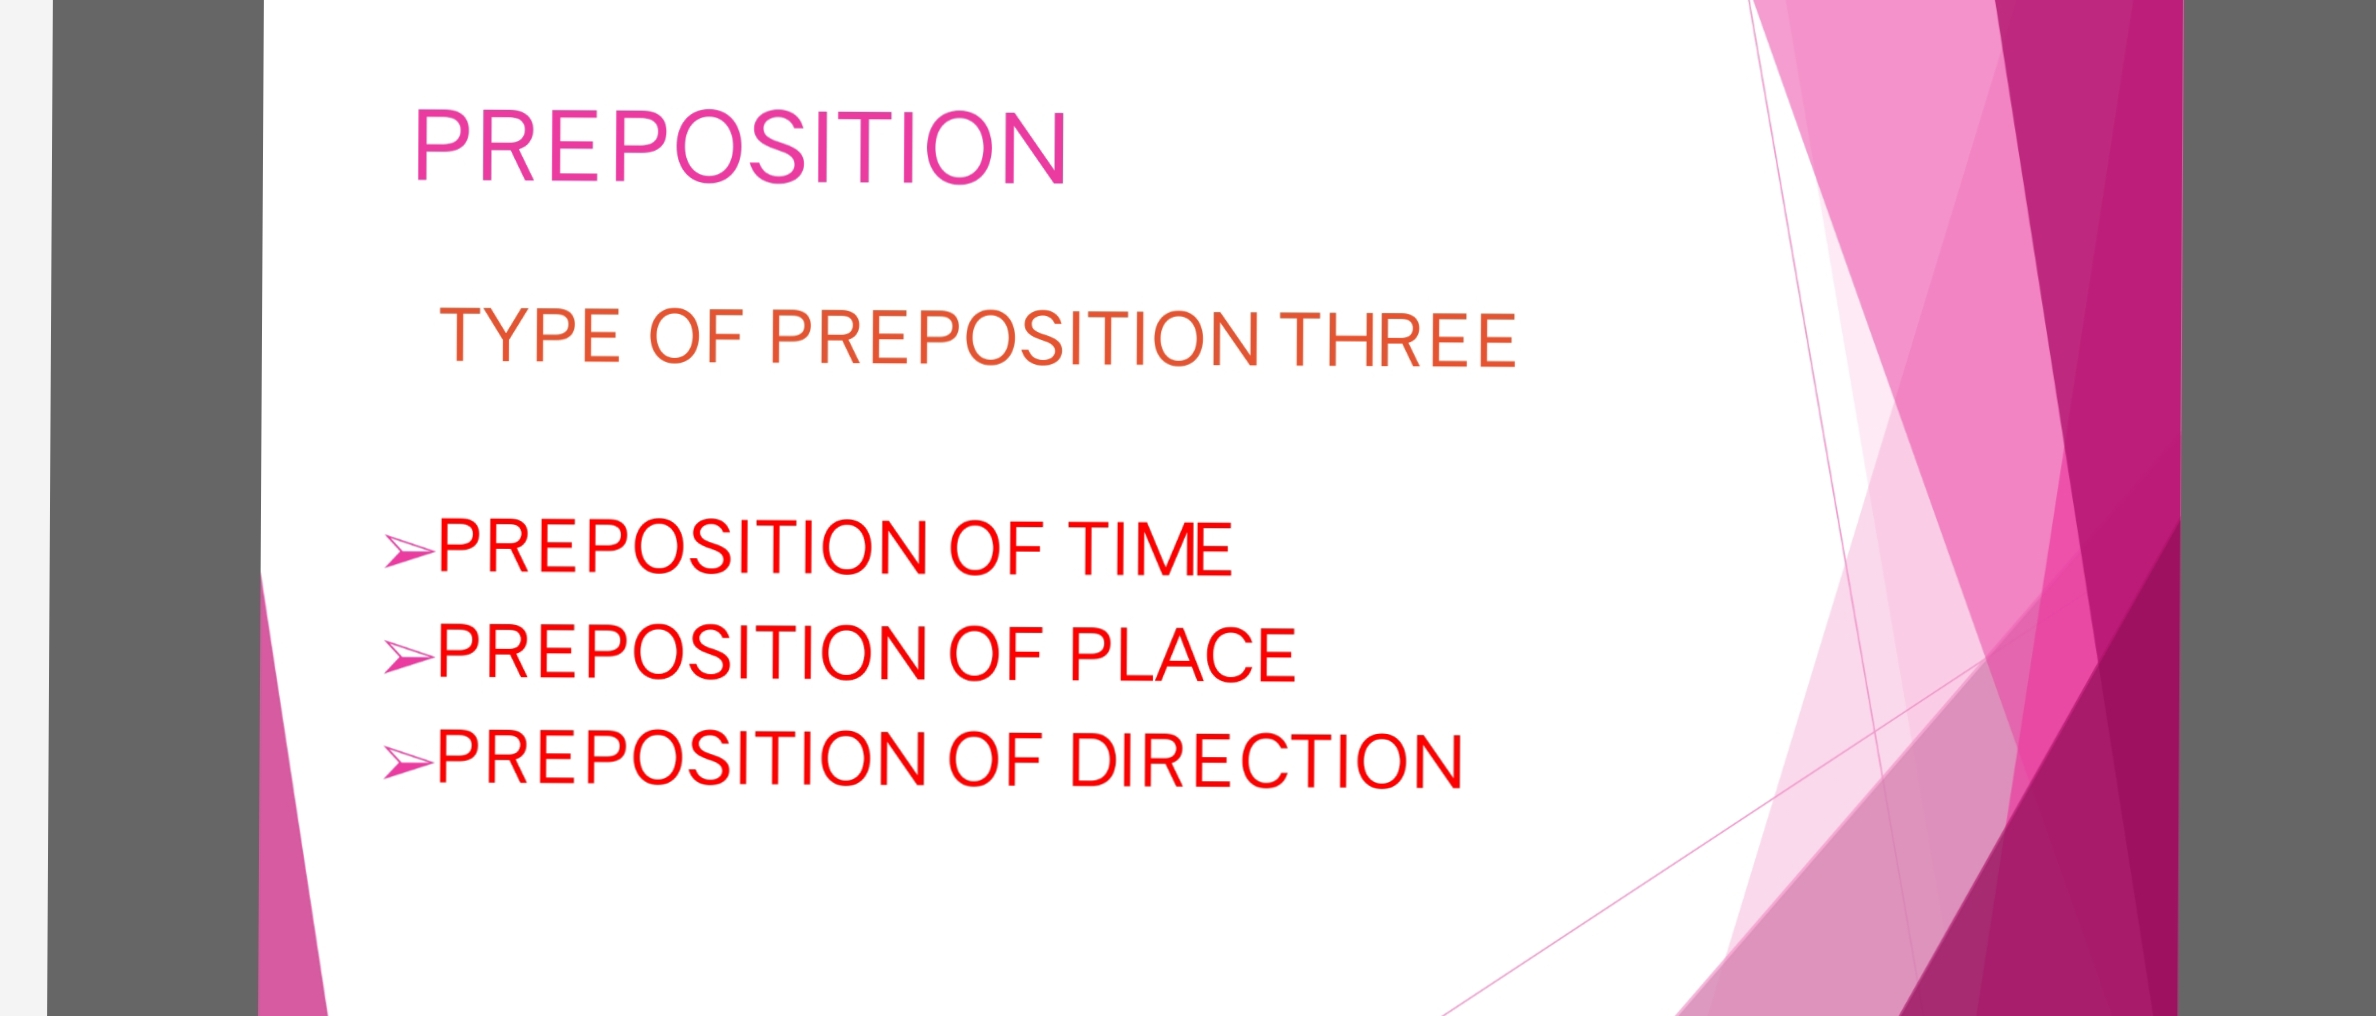 PREPOSITION
TYPE OF PREPOSITION THREE
PREPOSITION OF TIME
PREPOSITION OF PLACE
PREPOSITION OF DIRECTION